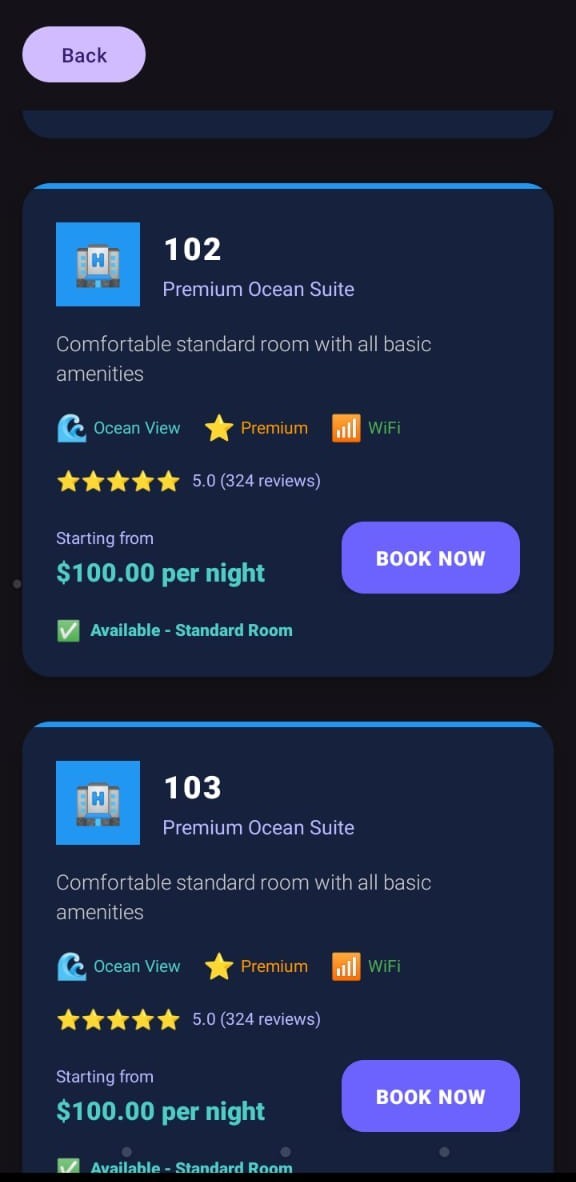 Back
102
Premium Ocean Suite
Comfortable standard room with all basic
amenities
Ocean View Premium WiFi
5.0 (324 reviews)
Starting from
$100.00 per night
BOOK NOW
Available - Standard Room
103
Premium Ocean Suite
Comfortable standard room with all basic
amenities
Ocean View Premium WiFi
5.0 (324 reviews)
Starting from
$100.00 per night
BOOK NOW
Available - Standard Room